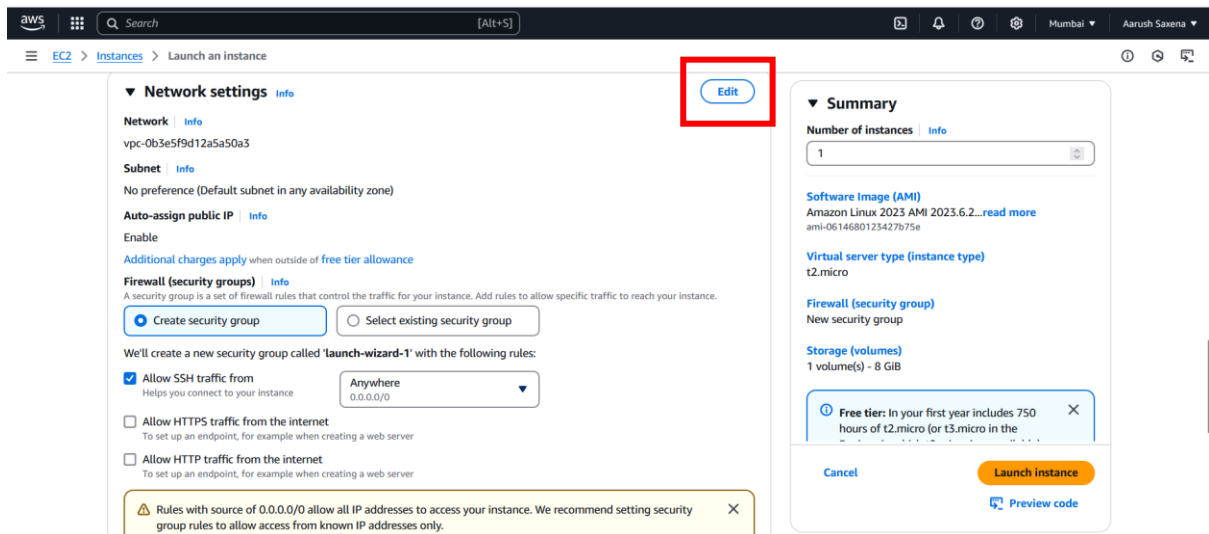 aws
Search
[Alt+S]
Mumbai
Aarush Saxena
EC2 > Instances > Launch an instance
Network settings Info
Edit
Network Info
vpc-0b3e5f9d12a5a50a3
Subnet Info
No preference (Default subnet in any availability zone)
Auto-assign public IP Info
Enable
Additional charges apply when outside of free tier allowance
Firewall (security groups) Info
A security group is a set of firewall rules that control the traffic for your instance. Add rules to allow specific traffic to reach your instance.
Create security group
Select existing security group
We'll create a new security group called 'launch-wizard-1' with the following rules:
Allow SSH traffic from
Helps you connect to your instance
Anywhere
0.0.0.0/0
Allow HTTPS traffic from the internet
To set up an endpoint, for example when creating a web server
Allow HTTP traffic from the internet
To set up an endpoint, for example when creating a web server
Rules with source of 0.0.0.0/0 allow all IP addresses to access your instance. We recommend setting security
group rules to allow access from known IP addresses only.
Summary
Number of instances Info
1
Software Image (AMI)
Amazon Linux 2023 AMI 2023.6.2...read more
ami-0614680123427b75e
Virtual server type (instance type)
t2.micro
Firewall (security group)
New security group
Storage (volumes)
1 volume(s) - 8 GiB
Free tier: In your first year includes 750
hours of t2.micro (or t3.micro in the
Cancel
Launch instance
Preview code